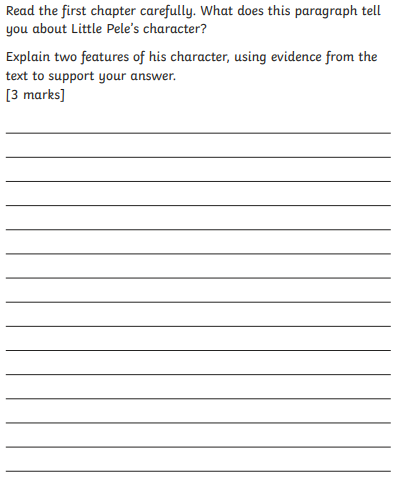 Read the first chapter carefully. What does this paragraph tell
you about Little Pele's character?
Explain two features of his character, using evidence from the
text to support your answer.
[3 marks]